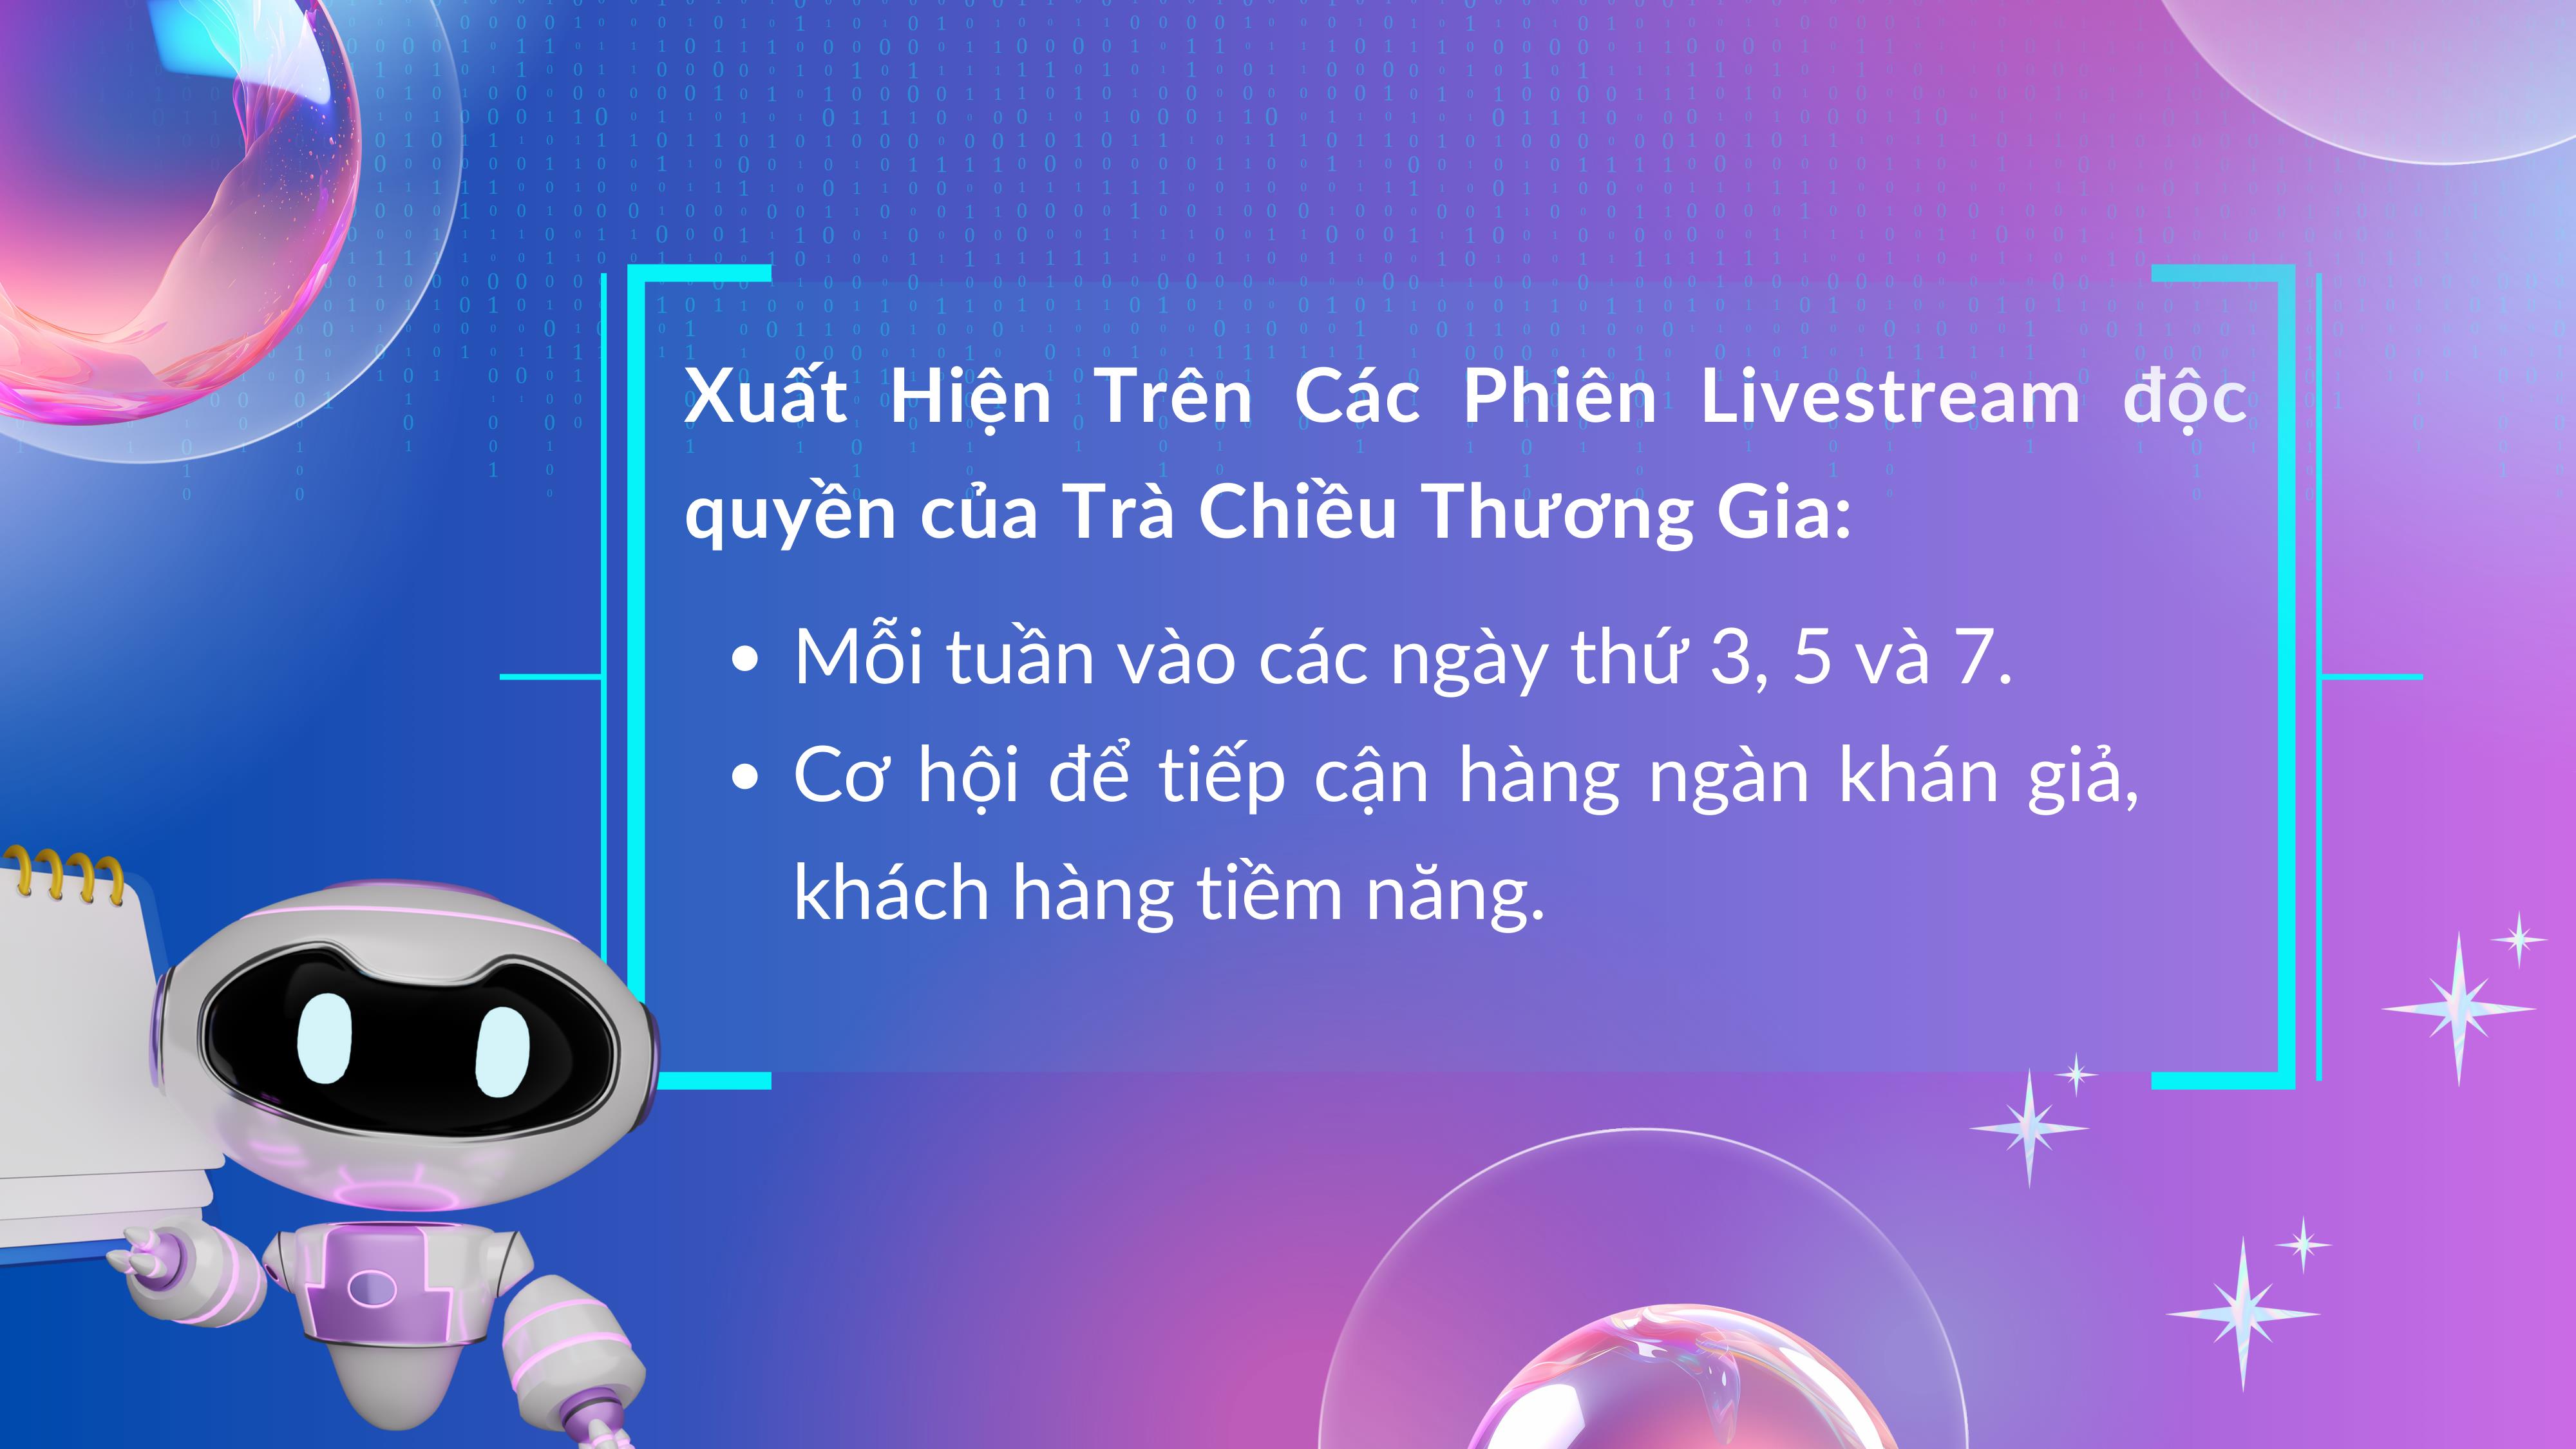 Xuất Hiện Trên Các Phiên Livestream độc
quyền của Trà Chiều Thương Gia:
• Mỗi tuần vào các ngày thứ 3, 5 và 7.
• Cơ hội để tiếp cận hàng ngàn khán giả,
khách hàng tiềm năng.